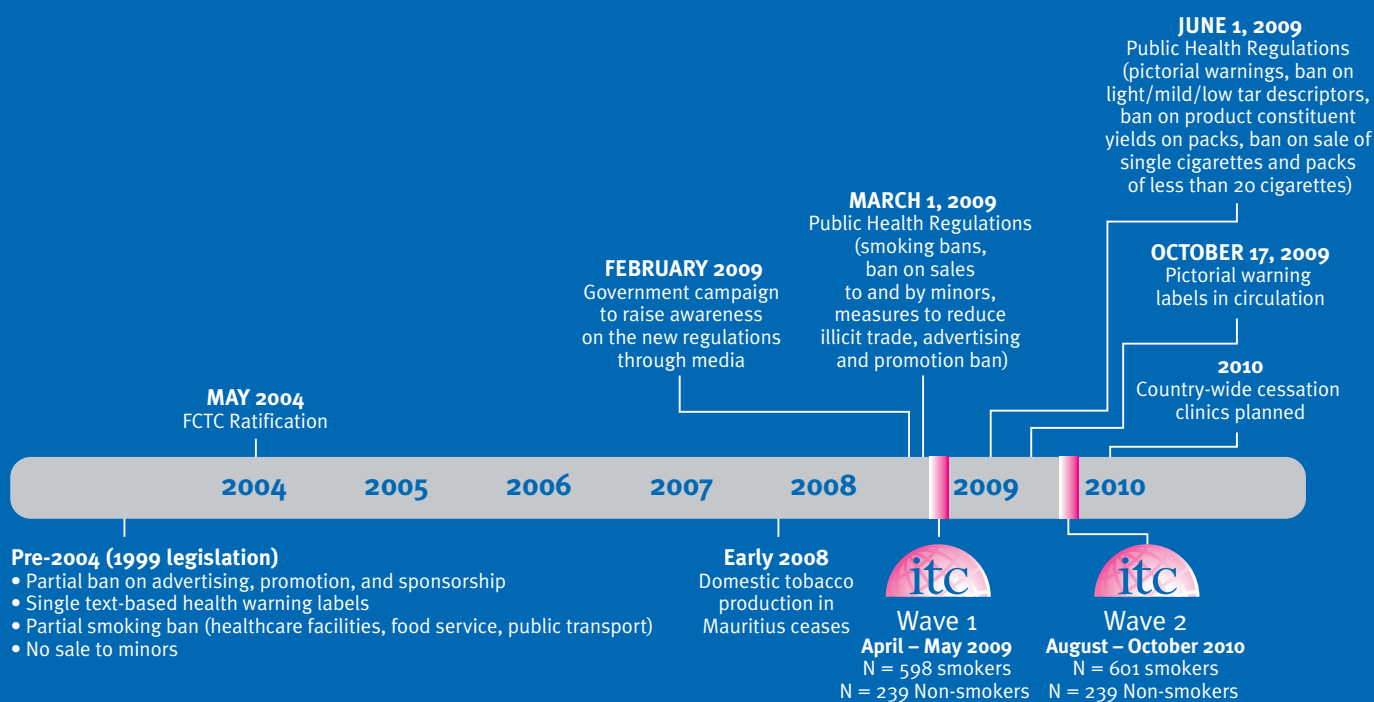 JUNE 1, 2009
Public Health Regulations
(pictorial warnings, ban on
light/mild/low tar descriptors,
ban on product constituent
yields on packs, ban on sale of
single cigarettes and packs
of less than 20 cigarettes)
MARCH 1, 2009
Public Health Regulations
(smoking bans,
ban on sales
to and by minors,
measures to reduce
illicit trade, advertising
and promotion ban)
OCTOBER 17, 2009
Pictorial warning
labels in circulation
FEBRUARY 2009
Government campaign
to raise awareness
on the new regulations
through media
2010
Country-wide cessation
clinics planned
MAY 2004
FCTC Ratification
2004 2005 2006 2007 2008 2009 2010
Pre-2004 (1999 legislation)
• Partial ban on advertising, promotion, and sponsorship
• Single text-based health warning labels
• Partial smoking ban (healthcare facilities, food service, public transport)
• No sale to minors
Early 2008
Domestic tobacco
production in
Mauritius ceases
itc
Wave 1
April – May 2009
N = 598 smokers
N = 239 Non-smokers
itc
Wave 2
August – October 2010
N = 601 smokers
N = 239 Non-smokers